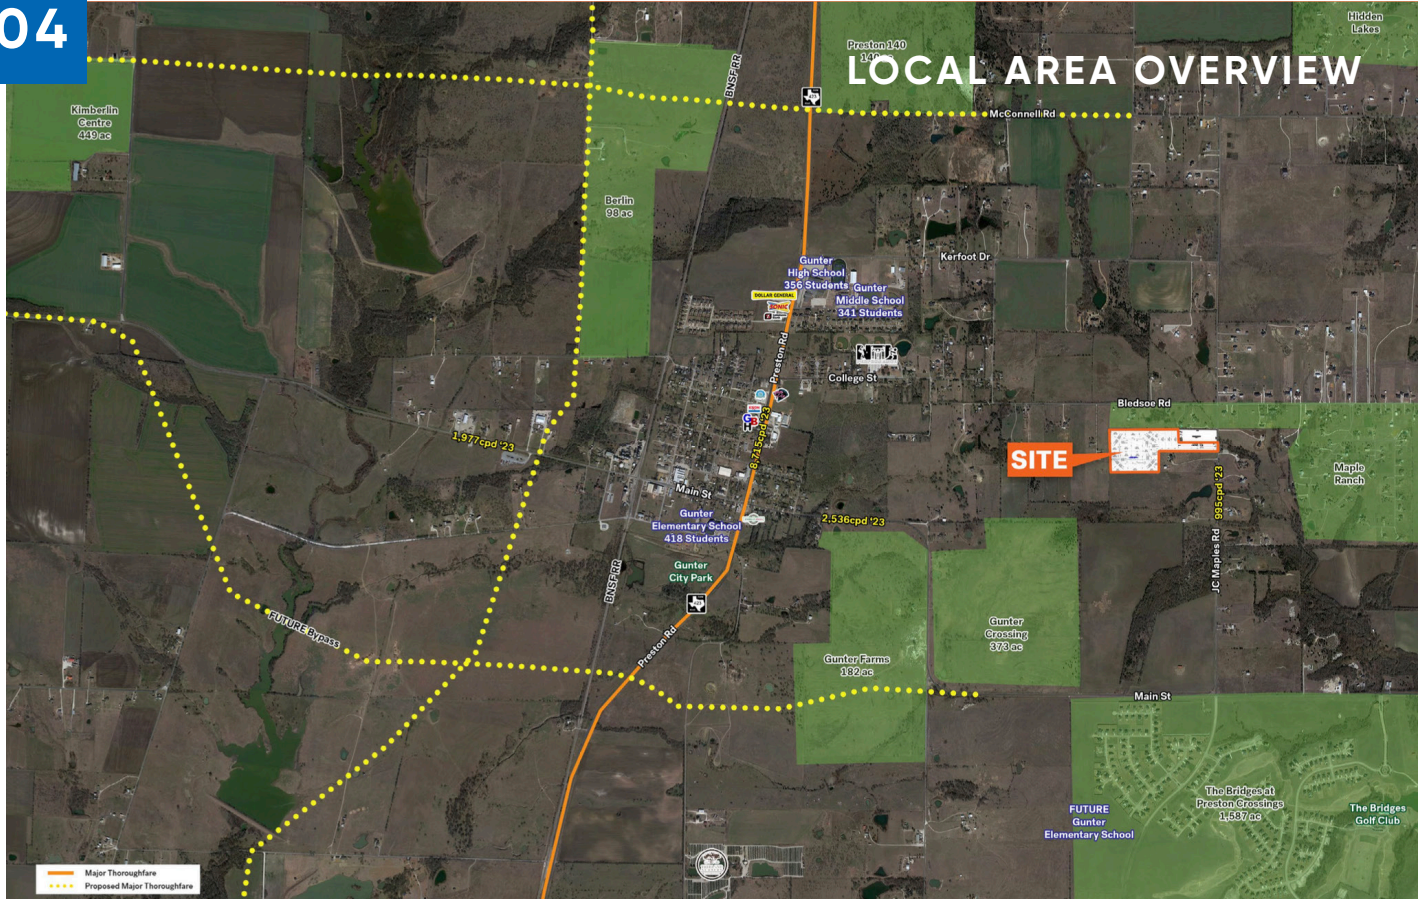 04
LOCAL AREA OVERVIEW
Hidden
Lakes
Preston 140
Kimberlin
Centre
449 ac
BNSF RR
McConnell Rd
Berlin
98 ac
Kerfoot Dr
Gunter
High School
356 Students
Gunter
Middle School
341 Students
DOLLAR GENERAL
SONIC
Preston Rd
College St
Bledsoe Rd
SITE
Maple
Ranch
1,977cpd '23
8,715cpd '23
995cpd '23
Main St
2,536cpd '23
Gunter
Elementary School
418 Students
Gunter
City Park
BNSF RR
JC Maples Rd
FUTURE Bypass
Preston Rd
Gunter
Crossing
373 ac
Gunter Farms
182 ac
Main St
The Bridges at
Preston Crossings
1,587 ac
FUTURE
Gunter
Elementary School
The Bridges
Golf Club
Major Thoroughfare
Proposed Major Thoroughfare